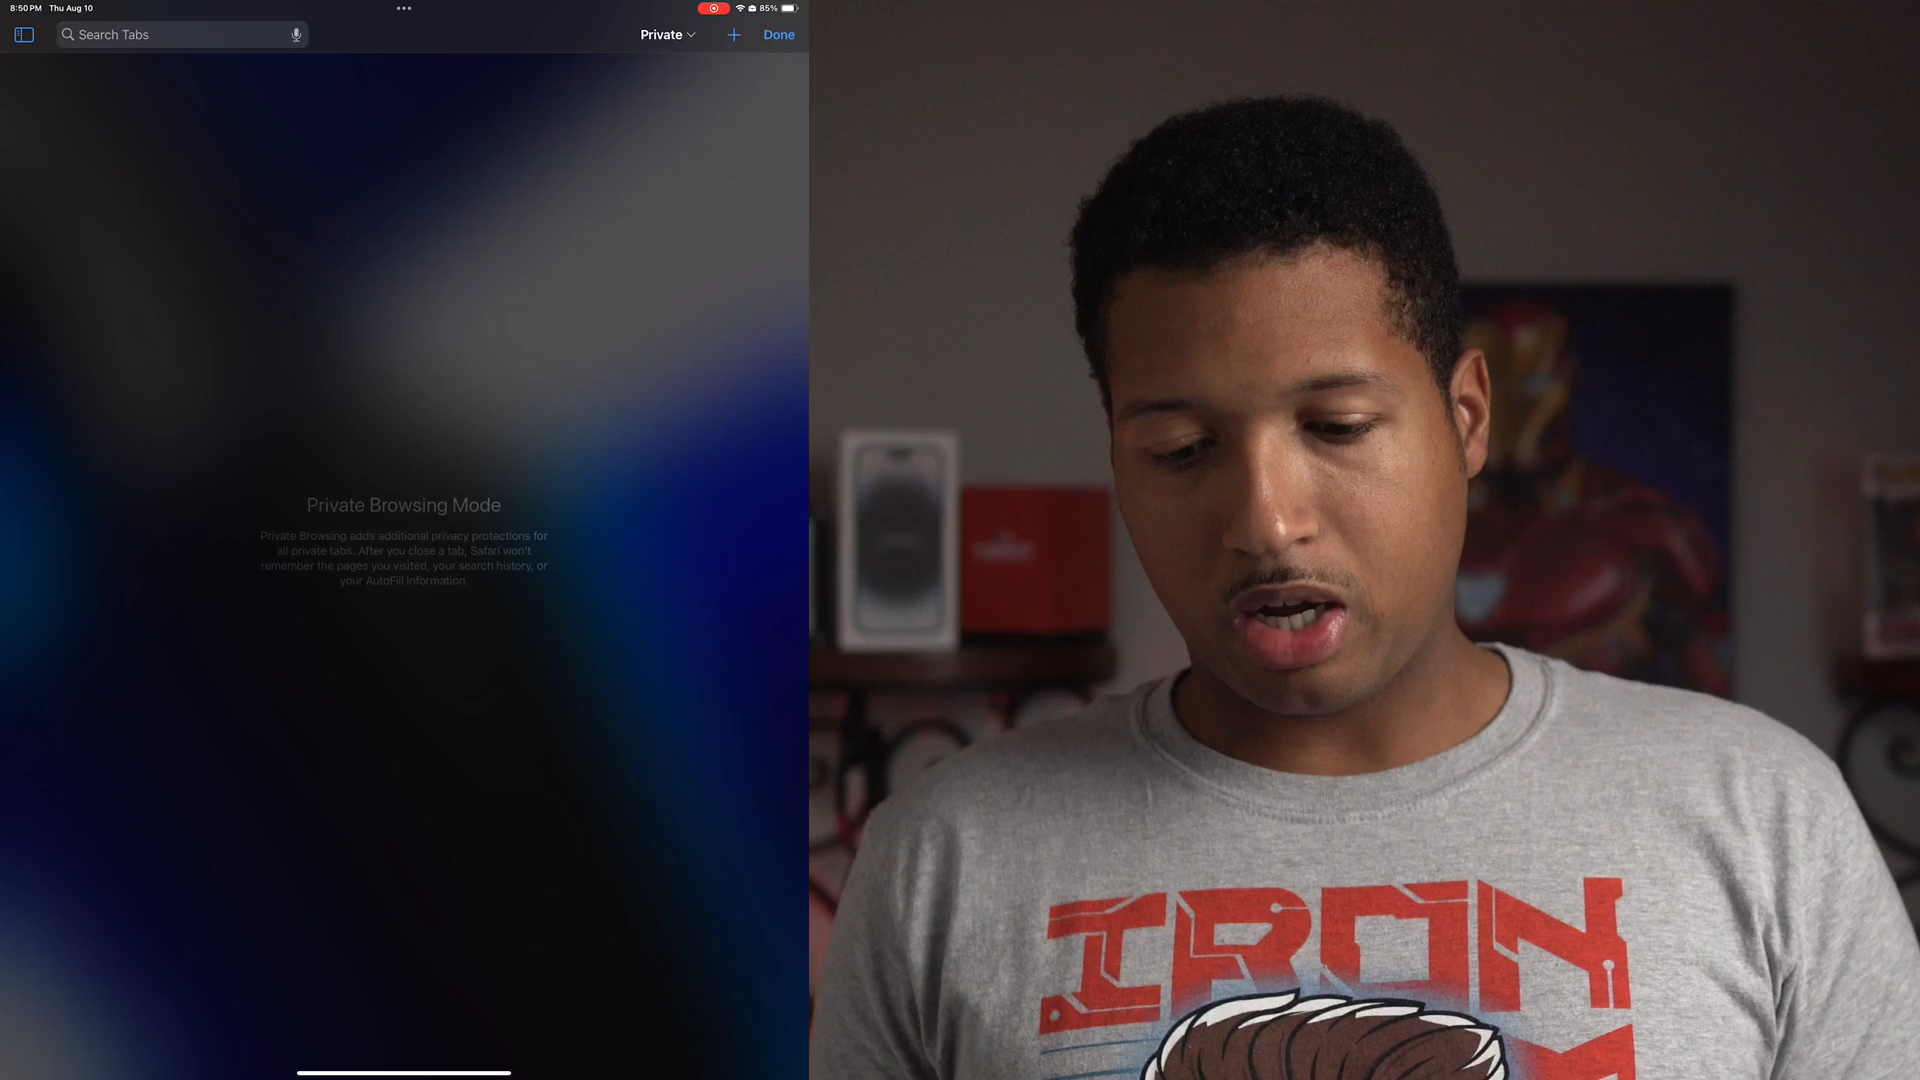 8:50 PM Thu Aug 10
85%
Search Tabs
Private
Done
Private Browsing Mode
Private Browsing adds additional privacy protections for
all private tabs. After you close a tab, Safari won't
remember the pages you visited, your search history, or
your AutoFill information.
IRON